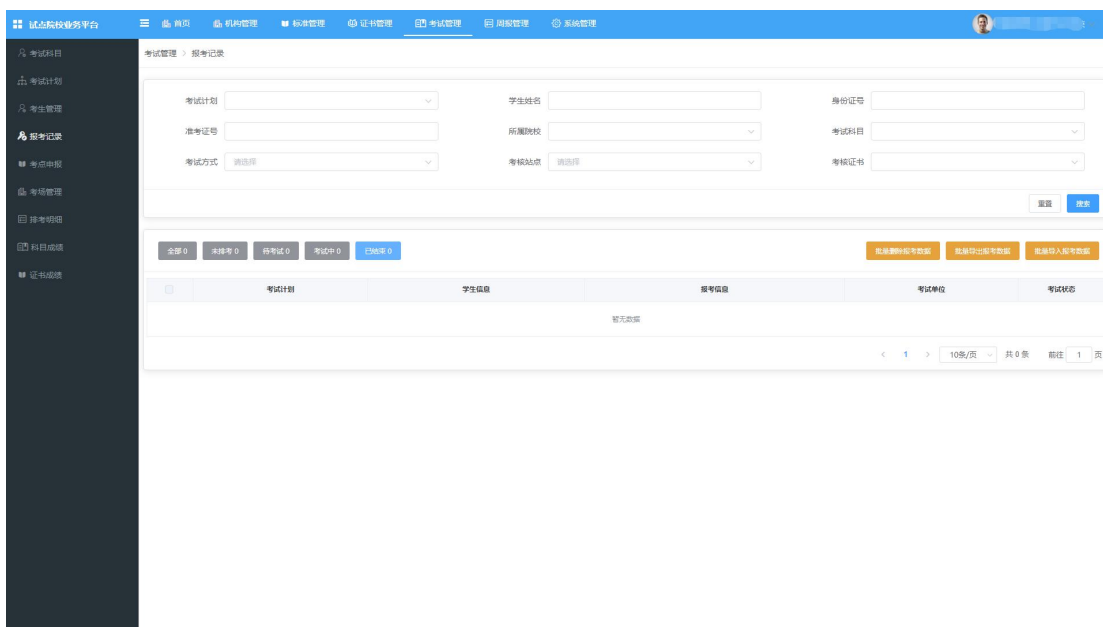 试点院校业务平台
首页 机构管理 标准管理 证书管理 考试管理 周报管理 系统管理
考试科目
考试计划
考生管理
报考记录
考点申报
考场管理
排考明细
科目成绩
证书成绩
考试管理 > 报考记录
考试计划 学生姓名 身份证号
准考证号 所属院校 考试科目
考试方式 请选择 考核站点 请选择 考核证书
重置 搜索
全部 0 未排考 0 待考试 0 考试中 0 已结束 0 批量删除报考数据 批量导出报考数据 批量导入报考数据
考试计划 学生信息 报考信息 考试单位 考试状态
暂无数据
< 1 > 10条/页 共 0 条 前往 1 页